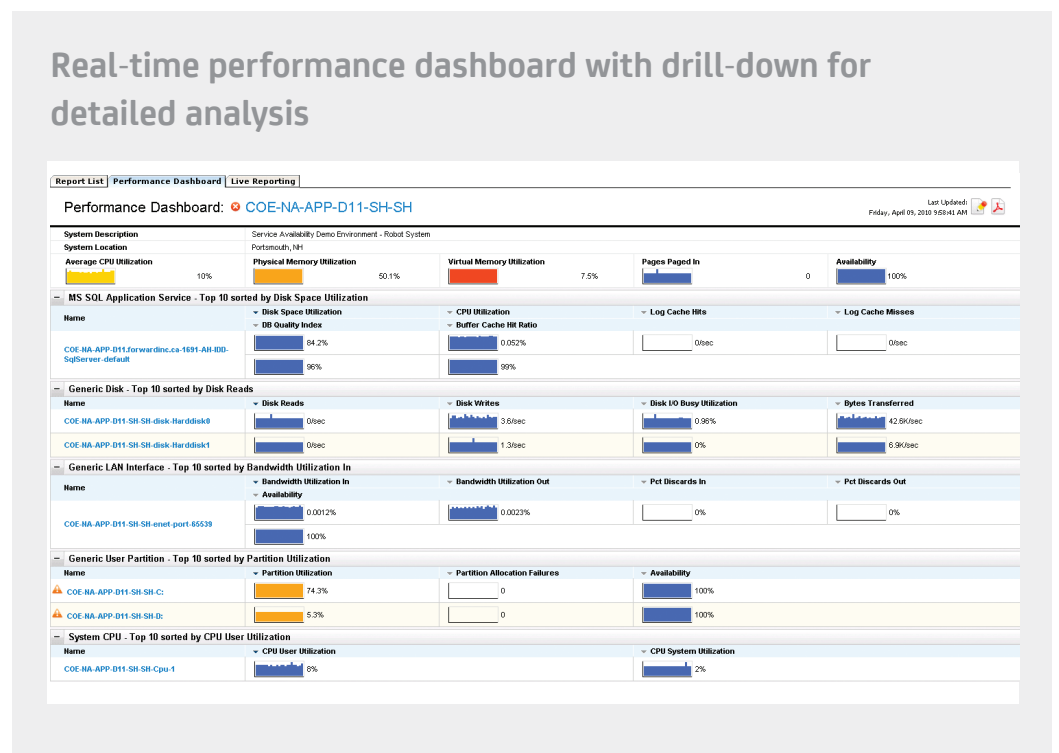 Real-time performance dashboard with drill-down for
detailed analysis
Report List Performance Dashboard Live Reporting
Performance Dashboard: COE-NA-APP-D11-SH-SH
Last Updated:
Friday, April 09, 2010 9:58:41 AM
System Description Service Availability Demo Environment - Robot System
System Location Portsmouth, NH
Average CPU Utilization Physical Memory Utilization Virtual Memory Utilization Pages Paged In Availability
10% 50.1% 7.5% 0 100%
MS SQL Application Service - Top 10 sorted by Disk Space Utilization
Name Disk Space Utilization CPU Utilization Log Cache Hits Log Cache Misses
DB Quality Index Buffer Cache Hit Ratio
COE-NA-APP-D11.forwardinc.ca-1691-AH-IDD-
SqlServer-default
84.2% 0.052% 0/sec 0/sec
96% 99%
Generic Disk - Top 10 sorted by Disk Reads
Name Disk Reads Disk Writes Disk I/O Busy Utilization Bytes Transferred
COE-NA-APP-D11-SH-SH-disk-Harddisk0 0/sec 3.6/sec 0.96% 42.6K/sec
COE-NA-APP-D11-SH-SH-disk-Harddisk1 0/sec 1.3/sec 0% 6.9K/sec
Generic LAN Interface - Top 10 sorted by Bandwidth Utilization In
Name Bandwidth Utilization In Bandwidth Utilization Out Pct Discards In Pct Discards Out
Availability
COE-NA-APP-D11-SH-SH-enet-port-65539 0.0012% 0.0023% 0% 0%
100%
Generic User Partition - Top 10 sorted by Partition Utilization
Name Partition Utilization Partition Allocation Failures Availability
COE-NA-APP-D11-SH-SH-C: 74.3% 0 100%
COE-NA-APP-D11-SH-SH-D: 5.3% 0 100%
System CPU - Top 10 sorted by CPU User Utilization
Name CPU User Utilization CPU System Utilization
COE-NA-APP-D11-SH-SH-Cpu-1 8% 2%